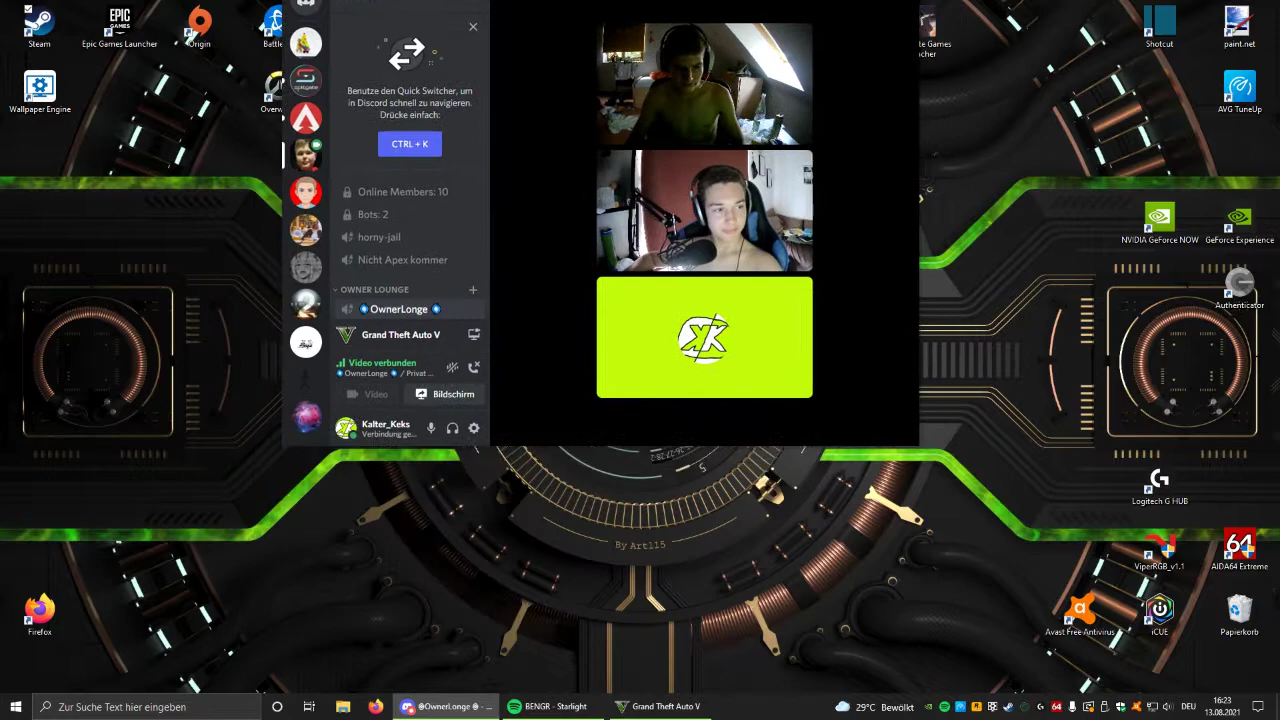 Steam
Epic Games Launcher
Origin
Wallpaper Engine
Firefox
Benutze den Quick Switcher, um
in Discord schnell zu navigieren.
Drücke einfach:
CTRL + K
Online Members: 10
Bots: 2
horny-jail
Nicht Apex kommer
OWNER LOUNGE
OwnerLonge
Grand Theft Auto V
Video verbunden
OwnerLonge / Privat ...
Video
Bildschirm
Kalter_Keks
Verbindung ge...
KK
By Art115
Shotcut
paint.net
AVG TuneUp
NVIDIA GeForce NOW
GeForce Experience
Authenticator
Logitech G HUB
ViperRGB_v1.1
64
AIDA64 Extreme
Avast Free Antivirus
iCUE
Papierkorb
Zur Suche Text hier eingeben
OwnerLonge - ...
BENGR - Starlight
Grand Theft Auto V
29°C Bewölkt
64
DEU
16:23
13.08.2021